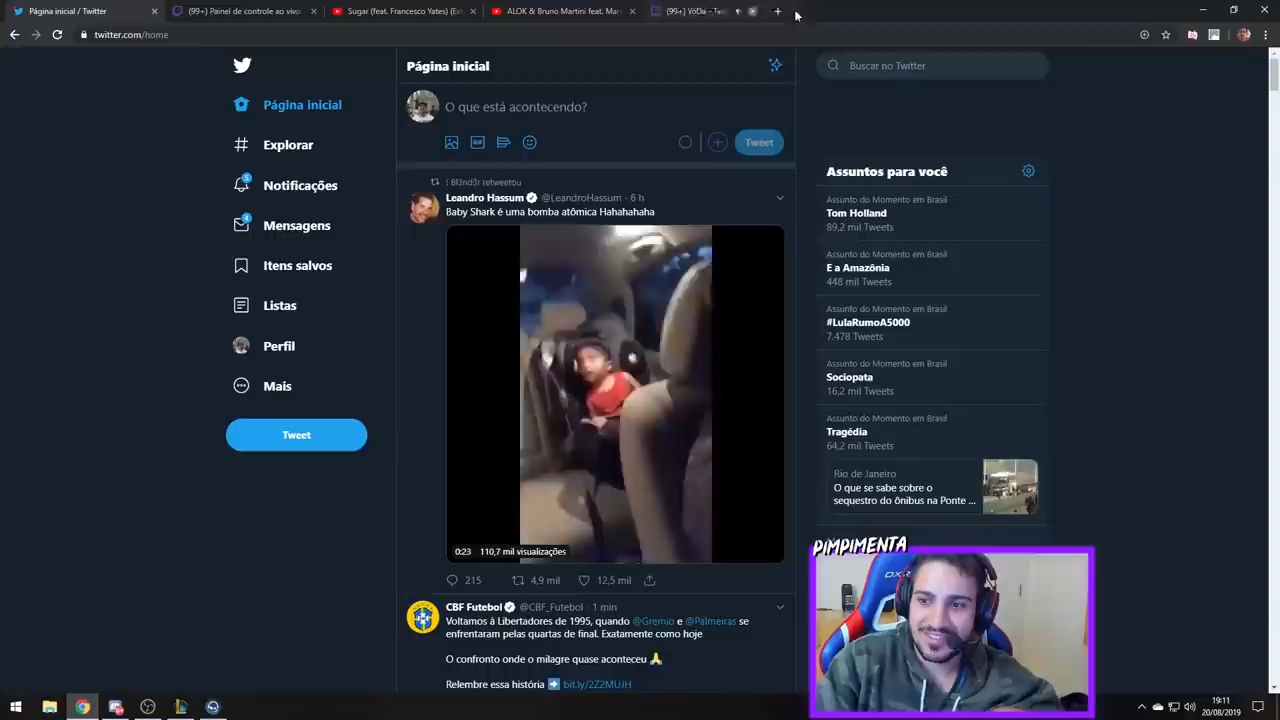 Página inicial / Twitter
(99+) Painel de controle ao vivo
Sugar (feat. Francesco Yates) (Ex
ALOK & Bruno Martini feat. Mar
twitter.com/home
Página inicial
Explorar
5
Notificações
4
Mensagens
Itens salvos
Listas
Perfil
Mais
Tweet
Página inicial
O que está acontecendo?
GIF
Tweet
! Bl3nd3r retweetou
Leandro Hassum @LeandroHassum · 6 h
Baby Shark é uma bomba atômica Hahahahaha
0:23 110,7 mil visualizações
215 4,9 mil 12,5 mil
CBF Futebol @CBF_Futebol · 1 min
Voltamos à Libertadores de 1995, quando @Gremio e @Palmeiras se
enfrentaram pelas quartas de final. Exatamente como hoje
O confronto onde o milagre quase aconteceu 🙏
Relembre essa história ➡ bit.ly/2Z2MUJH
Buscar no Twitter
Assuntos para você
Assunto do Momento em Brasil
Tom Holland
89,2 mil Tweets
Assunto do Momento em Brasil
E a Amazônia
448 mil Tweets
Assunto do Momento em Brasil
#LulaRumoA5000
7.478 Tweets
Assunto do Momento em Brasil
Sociopata
16,2 mil Tweets
Assunto do Momento em Brasil
Tragédia
64,2 mil Tweets
Rio de Janeiro
O que se sabe sobre o
sequestro do ônibus na Ponte ...
PIMPIMENTA
19:11
20/08/2019